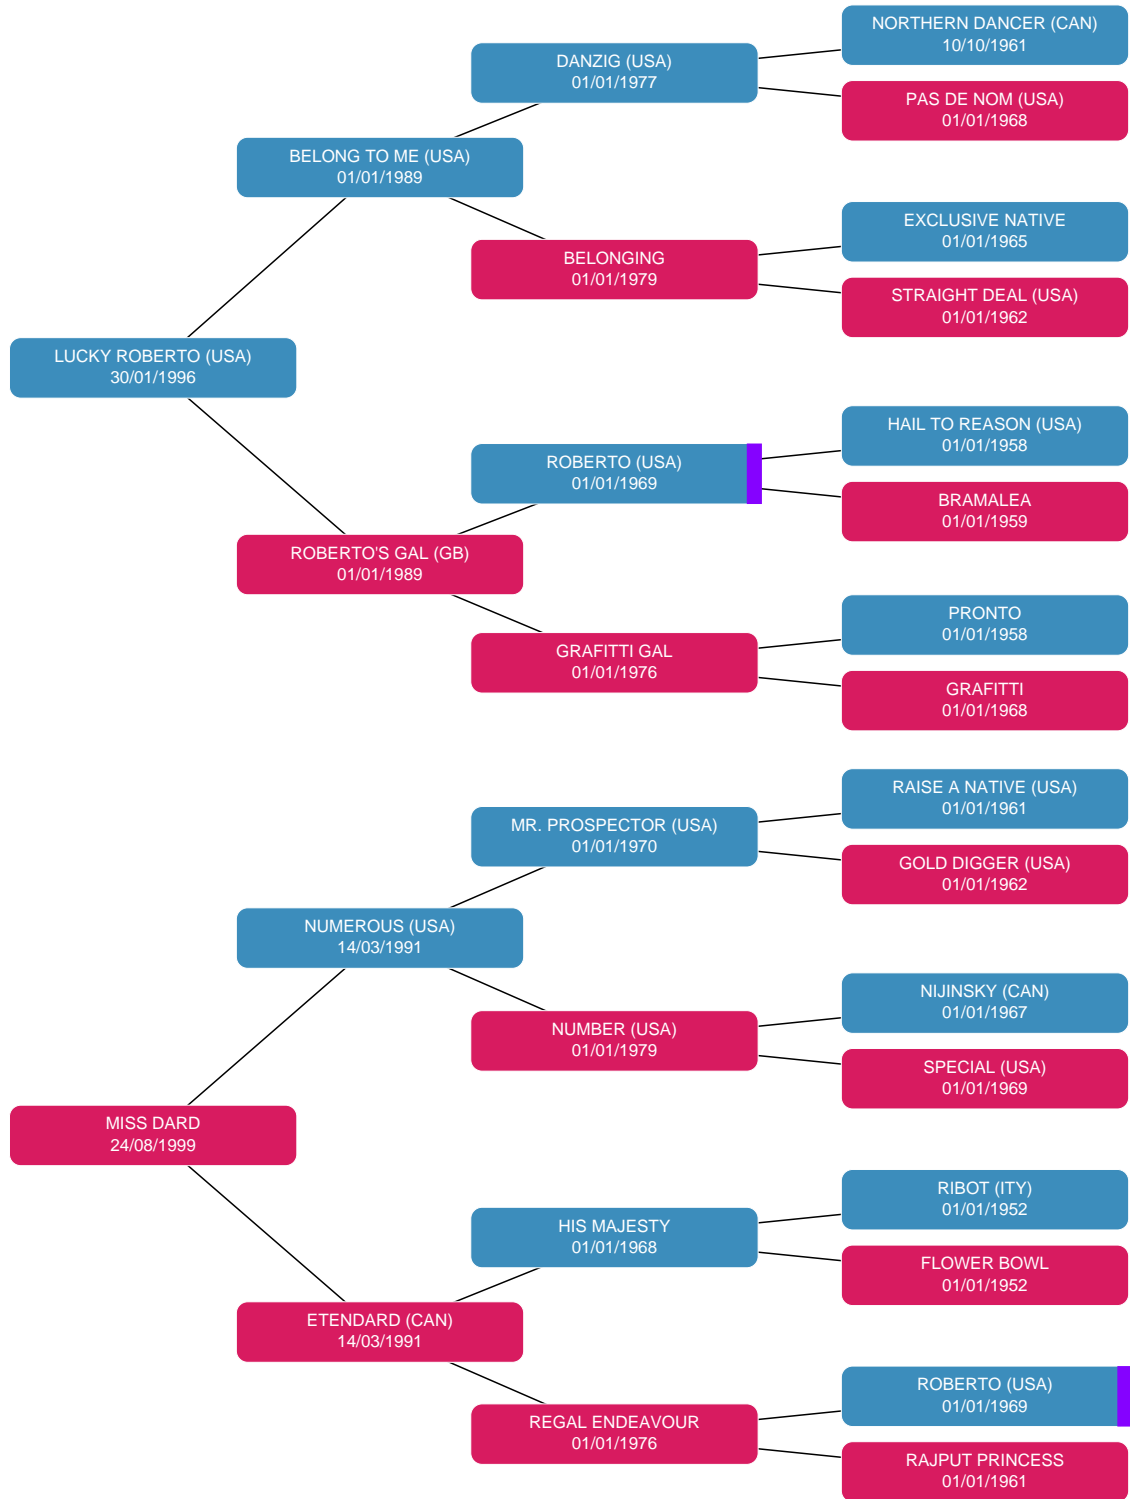 NORTHERN DANCER (CAN)
10/10/1961
DANZIG (USA)
01/01/1977
PAS DE NOM (USA)
01/01/1968
BELONG TO ME (USA)
01/01/1989
EXCLUSIVE NATIVE
01/01/1965
BELONGING
01/01/1979
STRAIGHT DEAL (USA)
01/01/1962
LUCKY ROBERTO (USA)
30/01/1996
HAIL TO REASON (USA)
01/01/1958
ROBERTO (USA)
01/01/1969
BRAMALEA
01/01/1959
ROBERTO'S GAL (GB)
01/01/1989
PRONTO
01/01/1958
GRAFITTI GAL
01/01/1976
GRAFITTI
01/01/1968
RAISE A NATIVE (USA)
01/01/1961
MR. PROSPECTOR (USA)
01/01/1970
GOLD DIGGER (USA)
01/01/1962
NUMEROUS (USA)
14/03/1991
NIJINSKY (CAN)
01/01/1967
NUMBER (USA)
01/01/1979
SPECIAL (USA)
01/01/1969
MISS DARD
24/08/1999
RIBOT (ITY)
01/01/1952
HIS MAJESTY
01/01/1968
FLOWER BOWL
01/01/1952
ETENDARD (CAN)
14/03/1991
ROBERTO (USA)
01/01/1969
REGAL ENDEAVOUR
01/01/1976
RAJPUT PRINCESS
01/01/1961